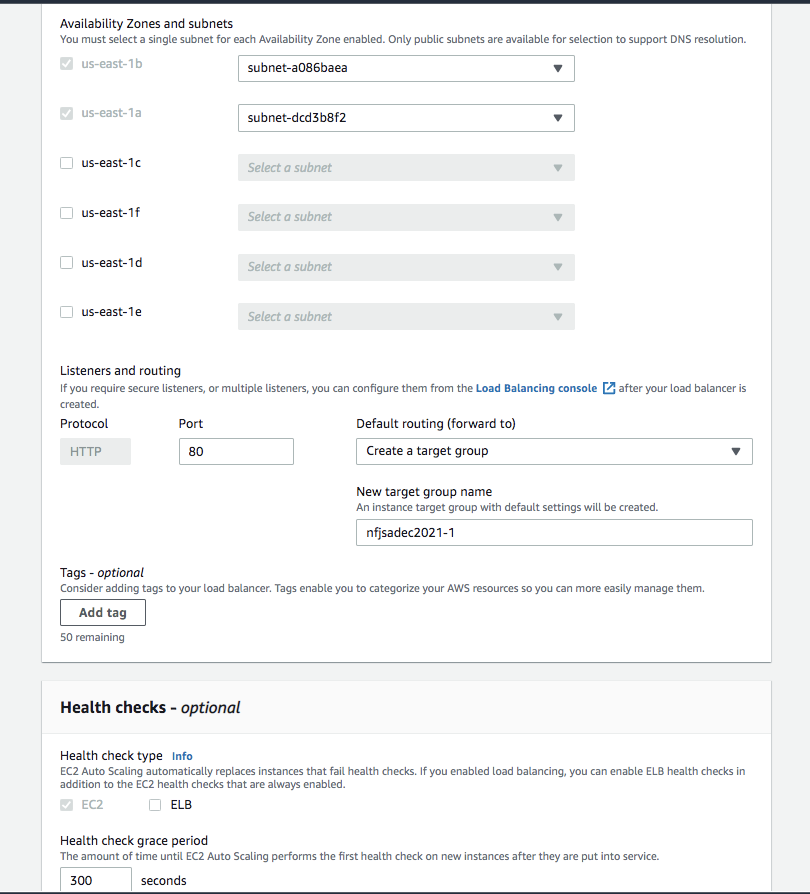 Availability Zones and subnets
You must select a single subnet for each Availability Zone enabled. Only public subnets are available for selection to support DNS resolution.
us-east-1b
subnet-a086baea
us-east-1a
subnet-dcd3b8f2
us-east-1c
Select a subnet
us-east-1f
Select a subnet
us-east-1d
Select a subnet
us-east-1e
Select a subnet
Listeners and routing
If you require secure listeners, or multiple listeners, you can configure them from the Load Balancing console after your load balancer is
created.
Protocol
Port
Default routing (forward to)
HTTP
80
Create a target group
New target group name
An instance target group with default settings will be created.
nfjsadec2021-1
Tags - optional
Consider adding tags to your load balancer. Tags enable you to categorize your AWS resources so you can more easily manage them.
Add tag
50 remaining
Health checks - optional
Health check type Info
EC2 Auto Scaling automatically replaces instances that fail health checks. If you enabled load balancing, you can enable ELB health checks in
addition to the EC2 health checks that are always enabled.
EC2
ELB
Health check grace period
The amount of time until EC2 Auto Scaling performs the first health check on new instances after they are put into service.
300
seconds